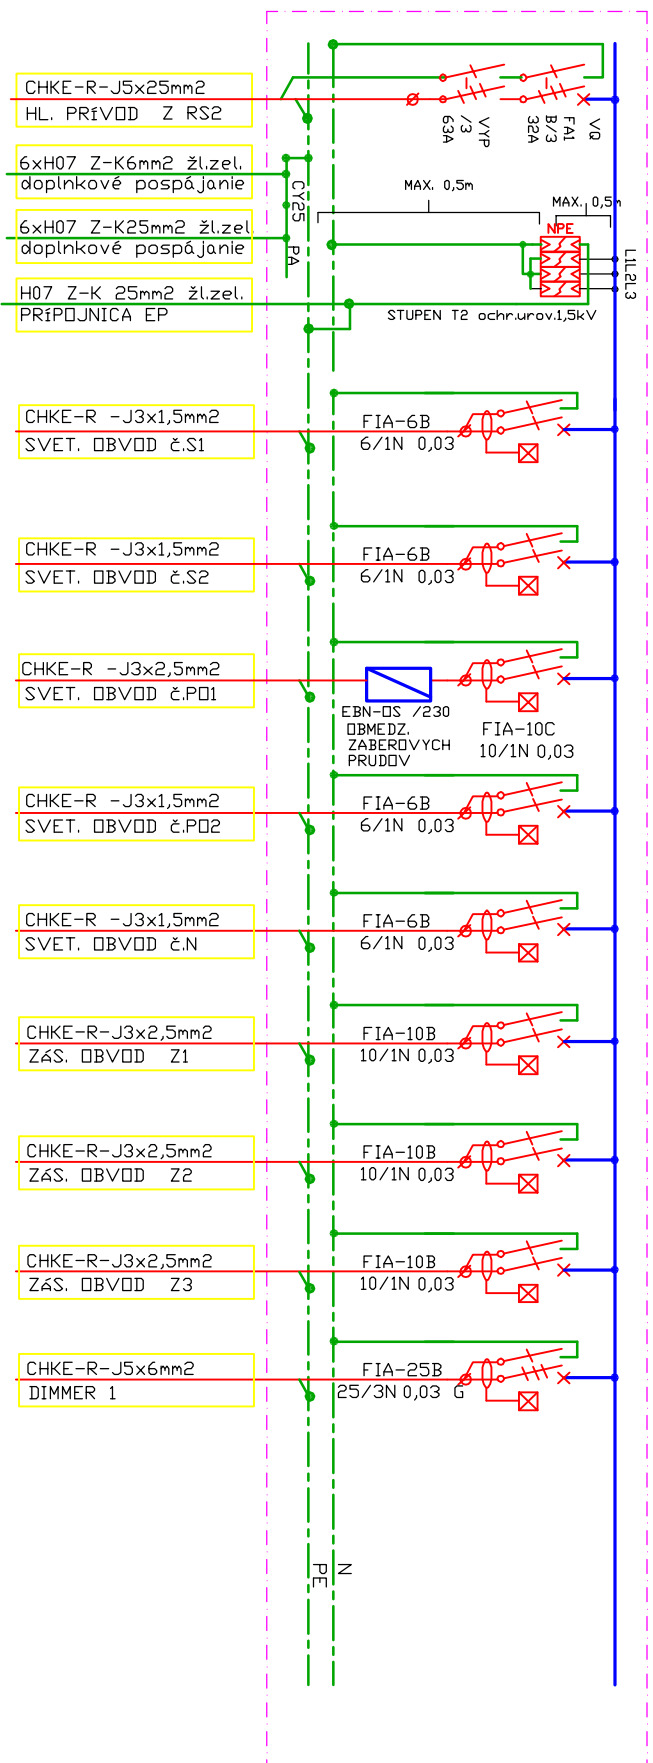 CHKE-R-J5x25mm2
HL. PRíVOD Z RS2
VYP
/3
63A
FA1
B/3
32A
VQ
6xH07 Z-K6mm2 žl.zel.
doplnkové pospájanie
CY25
PA
MAX. 0,5m
MAX. 0,5m
6xH07 Z-K25mm2 žl.zel.
doplnkové pospájanie
NPE
L1L2L3
H07 Z-K 25mm2 žl.zel.
PRíPOJNICA EP
STUPEN T2 ochr.urov.1,5kV
CHKE-R -J3x1,5mm2
SVET. OBVOD č.S1
FIA-6B
6/1N 0,03
CHKE-R -J3x1,5mm2
SVET. OBVOD č.S2
FIA-6B
6/1N 0,03
CHKE-R -J3x2,5mm2
SVET. OBVOD č.PO1
EBN-OS /230
OBMEDZ.
ZABEROVYCH
PRUDOV
FIA-10C
10/1N 0,03
CHKE-R -J3x1,5mm2
SVET. OBVOD č.PO2
FIA-6B
6/1N 0,03
CHKE-R -J3x1,5mm2
SVET. OBVOD č.N
FIA-6B
6/1N 0,03
CHKE-R-J3x2,5mm2
ZáS. OBVOD Z1
FIA-10B
10/1N 0,03
CHKE-R-J3x2,5mm2
ZáS. OBVOD Z2
FIA-10B
10/1N 0,03
CHKE-R-J3x2,5mm2
ZáS. OBVOD Z3
FIA-10B
10/1N 0,03
CHKE-R-J5x6mm2
DIMMER 1
FIA-25B
25/3N 0,03 G
PE
N